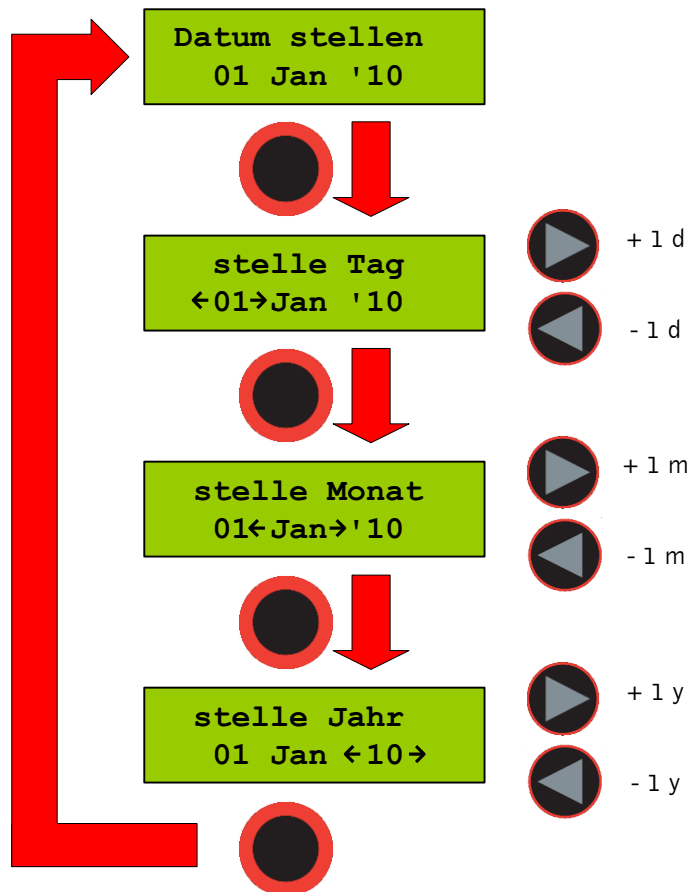 Datum stellen
01 Jan '10
stelle Tag
←01→Jan '10
+ 1 d
- 1 d
stelle Monat
01←Jan→'10
+ 1 m
- 1 m
stelle Jahr
01 Jan ←10→
+ 1 y
- 1 y